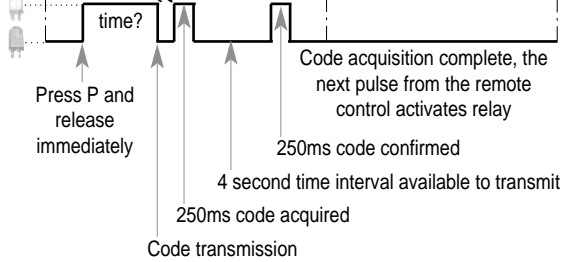 time?
Code acquisition complete, the
next pulse from the remote
control activates relay
Press P and
release
immediately
250ms code confirmed
4 second time interval available to transmit
250ms code acquired
Code transmission